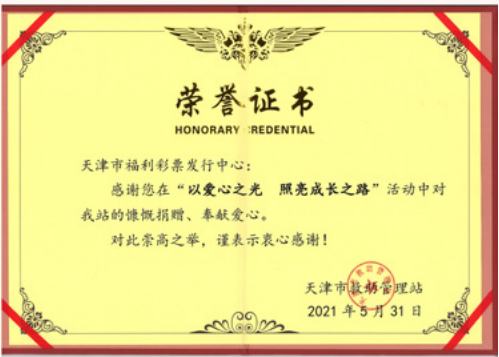 荣誉证书
HONORARY CREDENTIAL
天津市福利彩票发行中心：
感谢您在“以爱心之光 照亮成长之路”活动中对
我站的慷慨捐赠、奉献爱心。
对此崇高之举，谨表示衷心感谢！
天津市救助管理站
2021 年 5 月 31 日